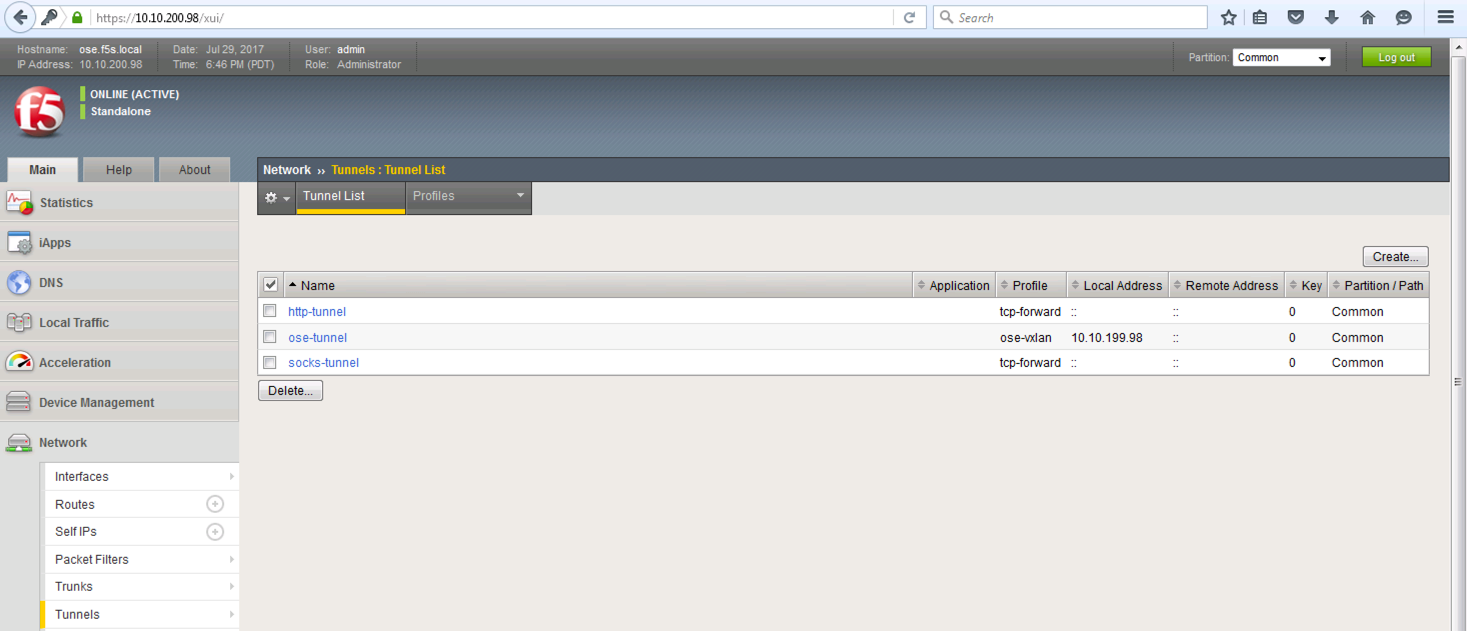 https://10.10.200.98/xui/
Search
Hostname: ose.f5s.local Date: Jul 29, 2017 User: admin
IP Address: 10.10.200.98 Time: 6:46 PM (PDT) Role: Administrator
Partition: Common Log out
f5
ONLINE (ACTIVE)
Standalone
Main Help About
Network ›› Tunnels : Tunnel List
Tunnel List Profiles
Statistics
iApps
DNS
Local Traffic
Acceleration
Device Management
Network
Interfaces
Routes
Self IPs
Packet Filters
Trunks
Tunnels
Create...
Name Application Profile Local Address Remote Address Key Partition / Path
http-tunnel tcp-forward :: :: 0 Common
ose-tunnel ose-vxlan 10.10.199.98 :: 0 Common
socks-tunnel tcp-forward :: :: 0 Common
Delete...